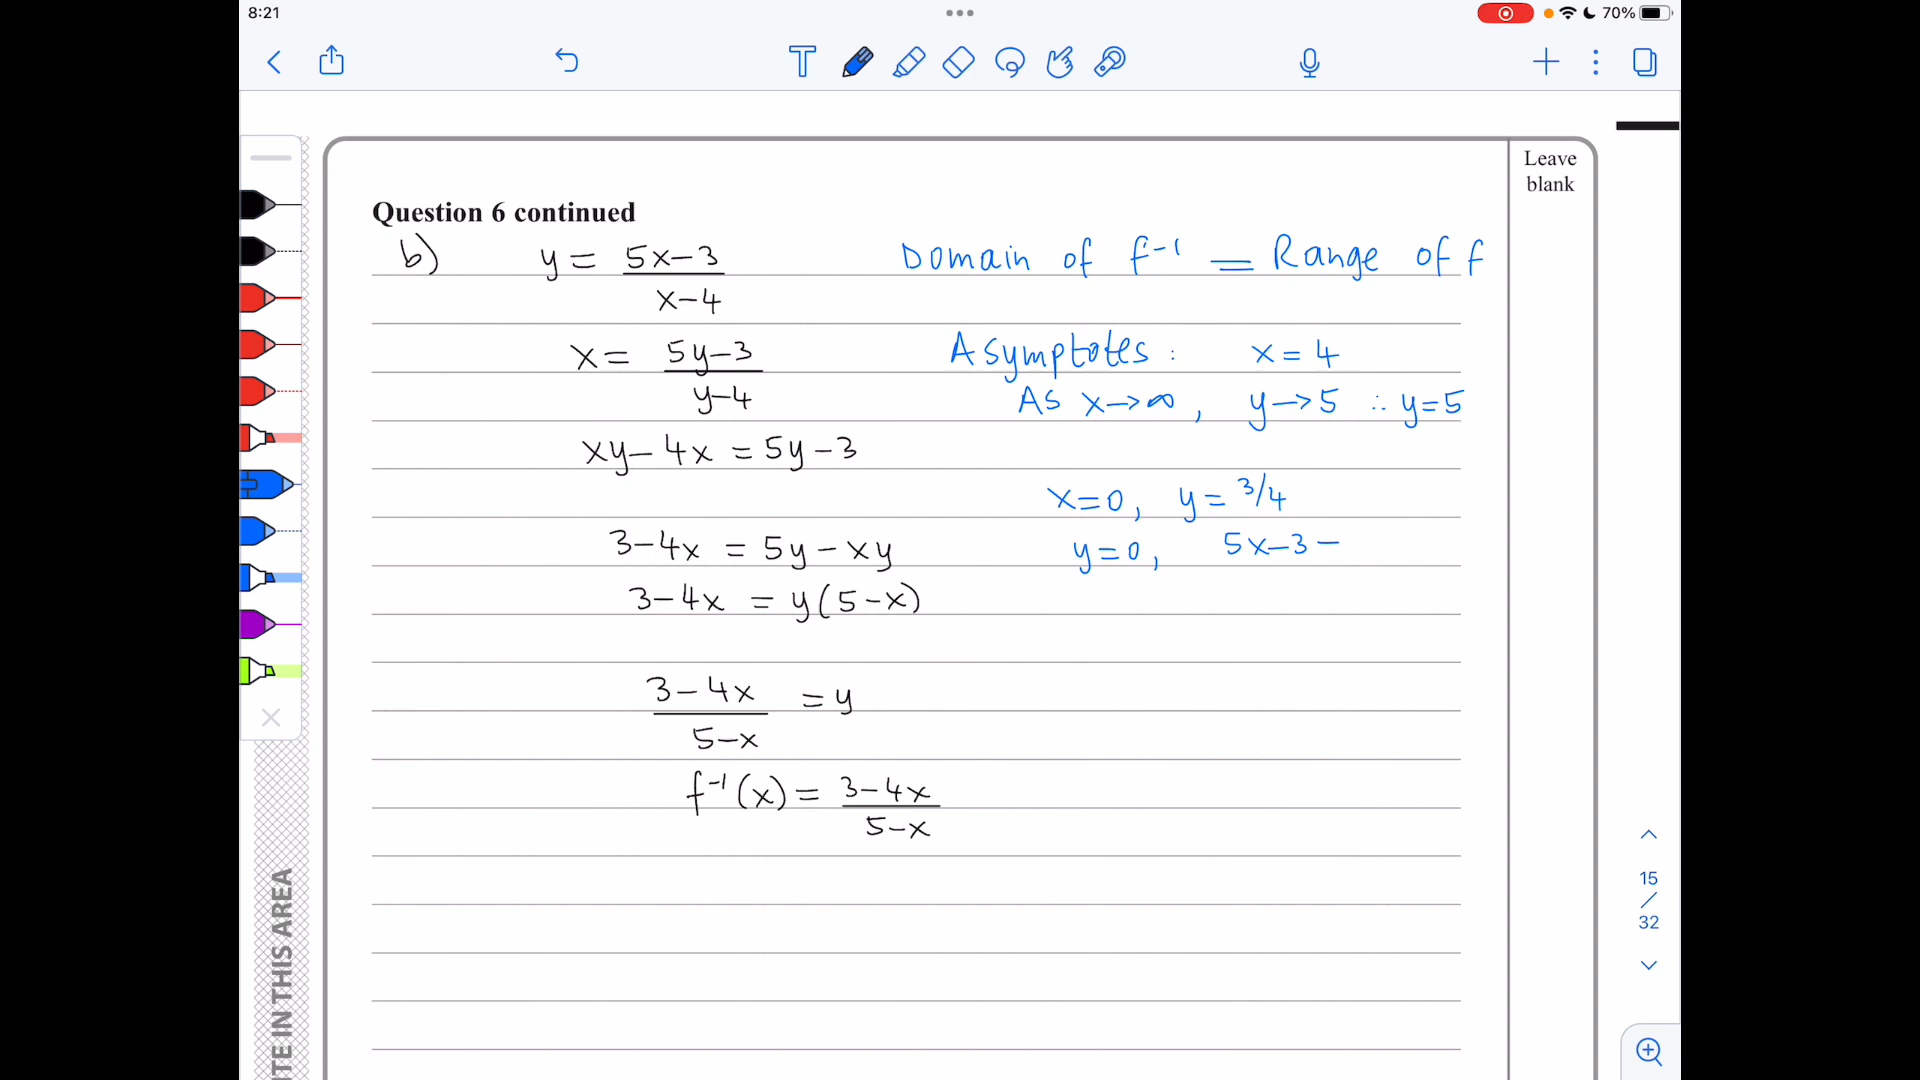 8:21
70%
Leave
blank
Question 6 continued
b) y = 5x-3 / x-4
x = 5y-3 / y-4
xy - 4x = 5y - 3
3-4x = 5y - xy
3-4x = y(5-x)
3-4x / 5-x = y
f⁻¹(x) = 3-4x / 5-x
Domain of f⁻¹ = Range of f
Asymptotes : x = 4
As x→∞, y→5 ∴ y=5
x=0, y= 3/4
y=0, 5x-3 -
15
/
32
ITE IN THIS AREA